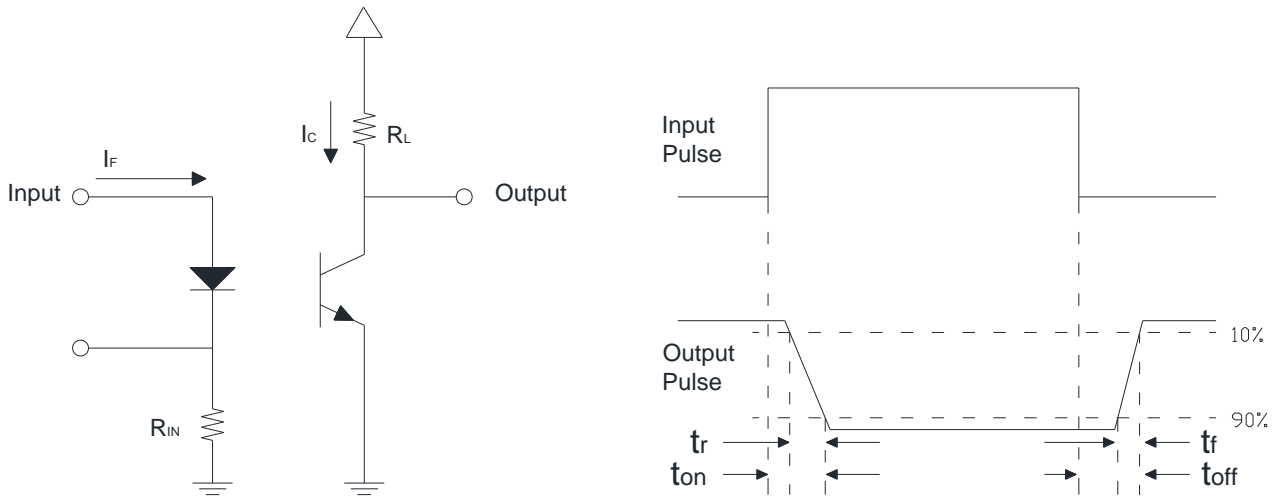 IC
RL
IF
Input
Output
RIN
Input
Pulse
Output
Pulse
10%
90%
tr
tf
ton
toff